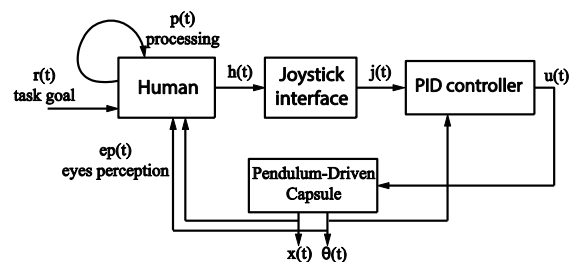 p(t)
processing
r(t)
task goal
Human
h(t)
Joystick
interface
j(t)
PID controller
u(t)
ep(t)
eyes perception
Pendulum-Driven
Capsule
x(t)
θ(t)